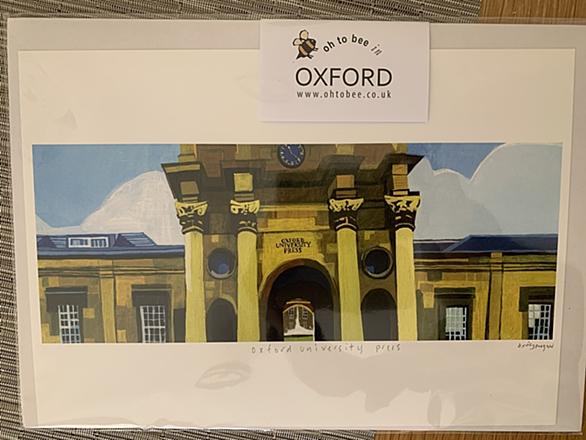 oh to bee in
OXFORD
www.ohtobee.co.uk
OXFORD
UNIVERSITY
PRESS
oxford university press